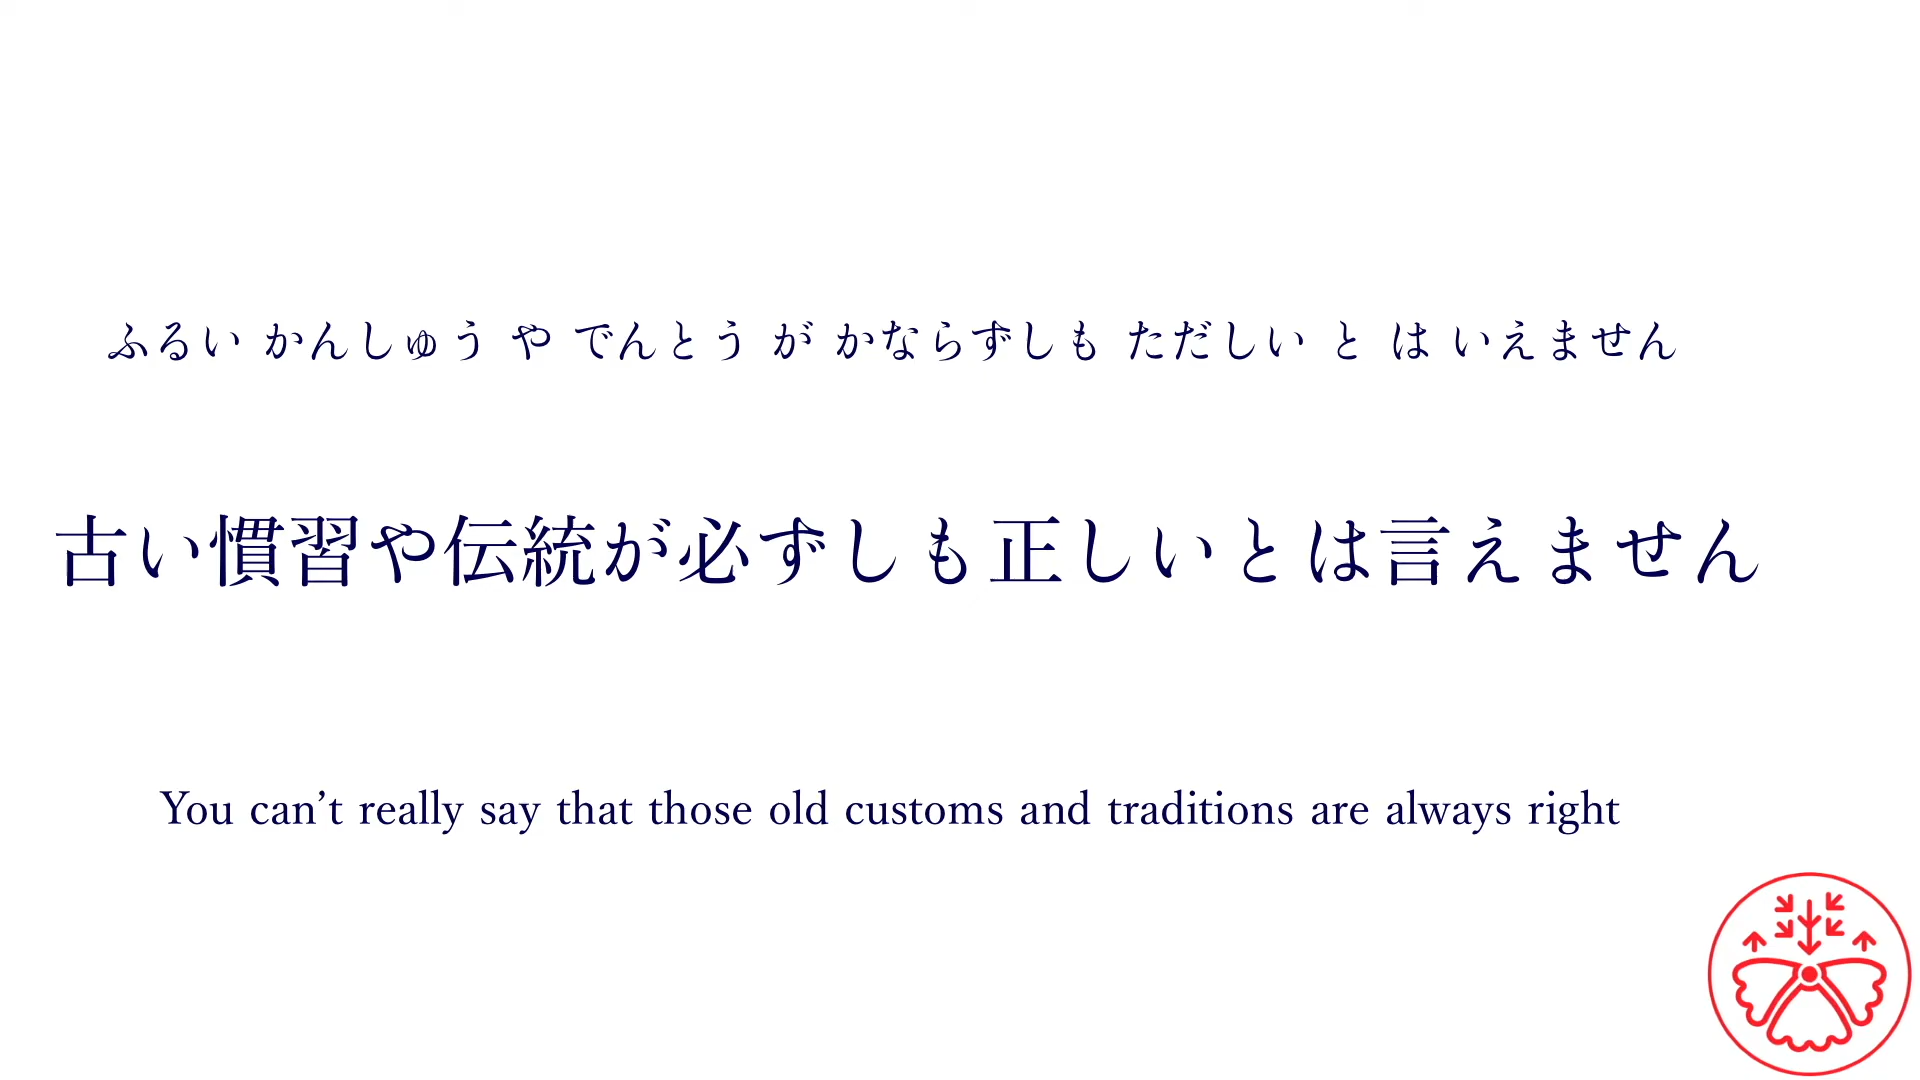 ふるい かんしゅう や でんとう が かならずしも ただしい と は いえません
古い慣習や伝統が必ずしも正しいとは言えません
You can’t really say that those old customs and traditions are always right